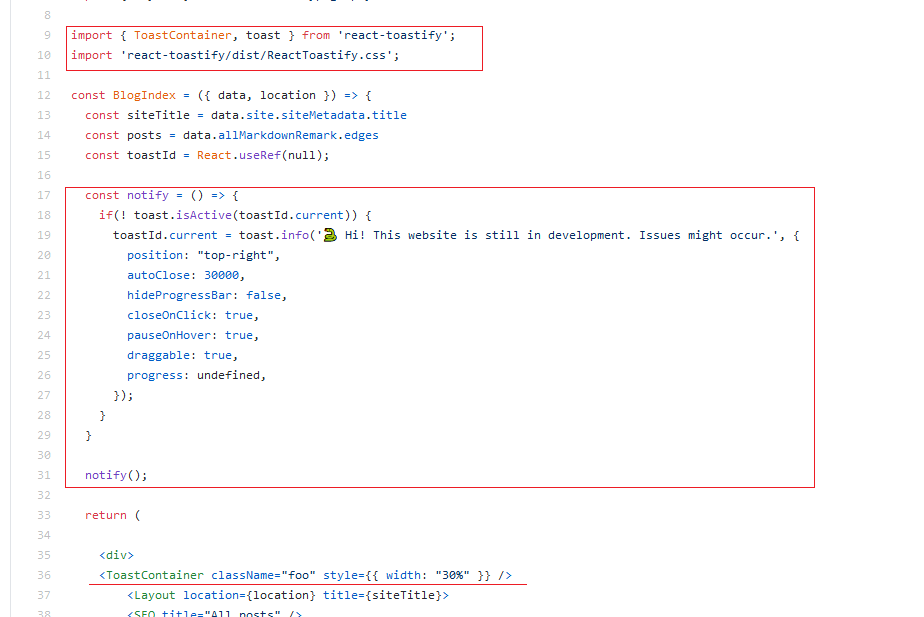 8
9 import { ToastContainer, toast } from 'react-toastify';
10 import 'react-toastify/dist/ReactToastify.css';
11
12 const BlogIndex = ({ data, location }) => {
13 const siteTitle = data.site.siteMetadata.title
14 const posts = data.allMarkdownRemark.edges
15 const toastId = React.useRef(null);
16
17 const notify = () => {
18 if(! toast.isActive(toastId.current)) {
19 toastId.current = toast.info('🐍 Hi! This website is still in development. Issues might occur.', {
20 position: "top-right",
21 autoClose: 30000,
22 hideProgressBar: false,
23 closeOnClick: true,
24 pauseOnHover: true,
25 draggable: true,
26 progress: undefined,
27 });
28 }
29 }
30
31 notify();
32
33 return (
34
35 <div>
36 <ToastContainer className="foo" style={{ width: "30%" }} />
37 <Layout location={location} title={siteTitle}>
38 <SEO title="All posts" />